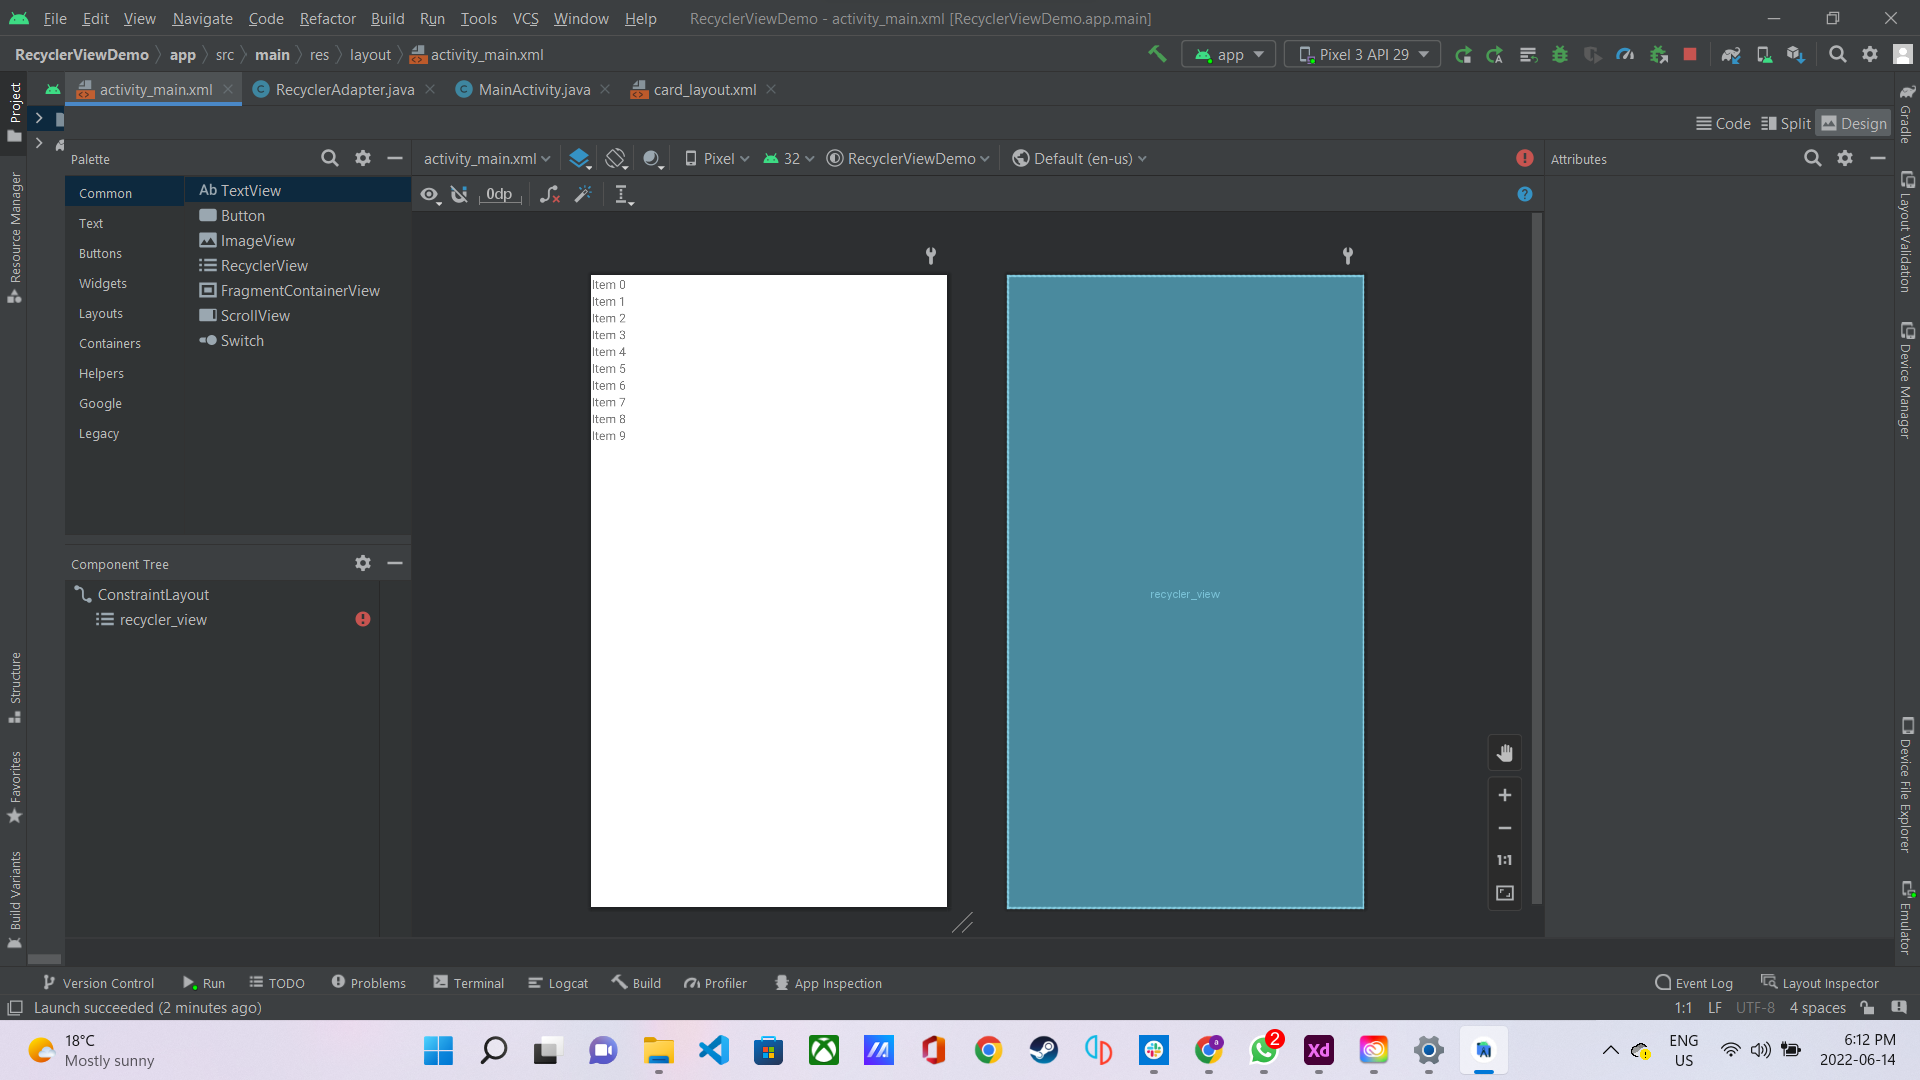 File Edit View Navigate Code Refactor Build Run Tools VCS Window Help RecyclerViewDemo - activity_main.xml [RecyclerViewDemo.app.main]
RecyclerViewDemo app src main res layout activity_main.xml app Pixel 3 API 29
activity_main.xml RecyclerAdapter.java MainActivity.java card_layout.xml
Code Split Design
Palette activity_main.xml Pixel 32 RecyclerViewDemo Default (en-us) Attributes
0dp
Common
Text
Buttons
Widgets
Layouts
Containers
Helpers
Google
Legacy
Ab TextView
Button
ImageView
RecyclerView
FragmentContainerView
ScrollView
Switch
Component Tree
ConstraintLayout
recycler_view
Item 0
Item 1
Item 2
Item 3
Item 4
Item 5
Item 6
Item 7
Item 8
Item 9
recycler_view
1:1
Project
Resource Manager
Structure
Favorites
Build Variants
Gradle
Layout Validation
Device Manager
Device File Explorer
Emulator
Version Control Run TODO Problems Terminal Logcat Build Profiler App Inspection Event Log Layout Inspector
Launch succeeded (2 minutes ago) 1:1 LF UTF-8 4 spaces
18°C
Mostly sunny
a
2
Xd
ENG
US
6:12 PM
2022-06-14